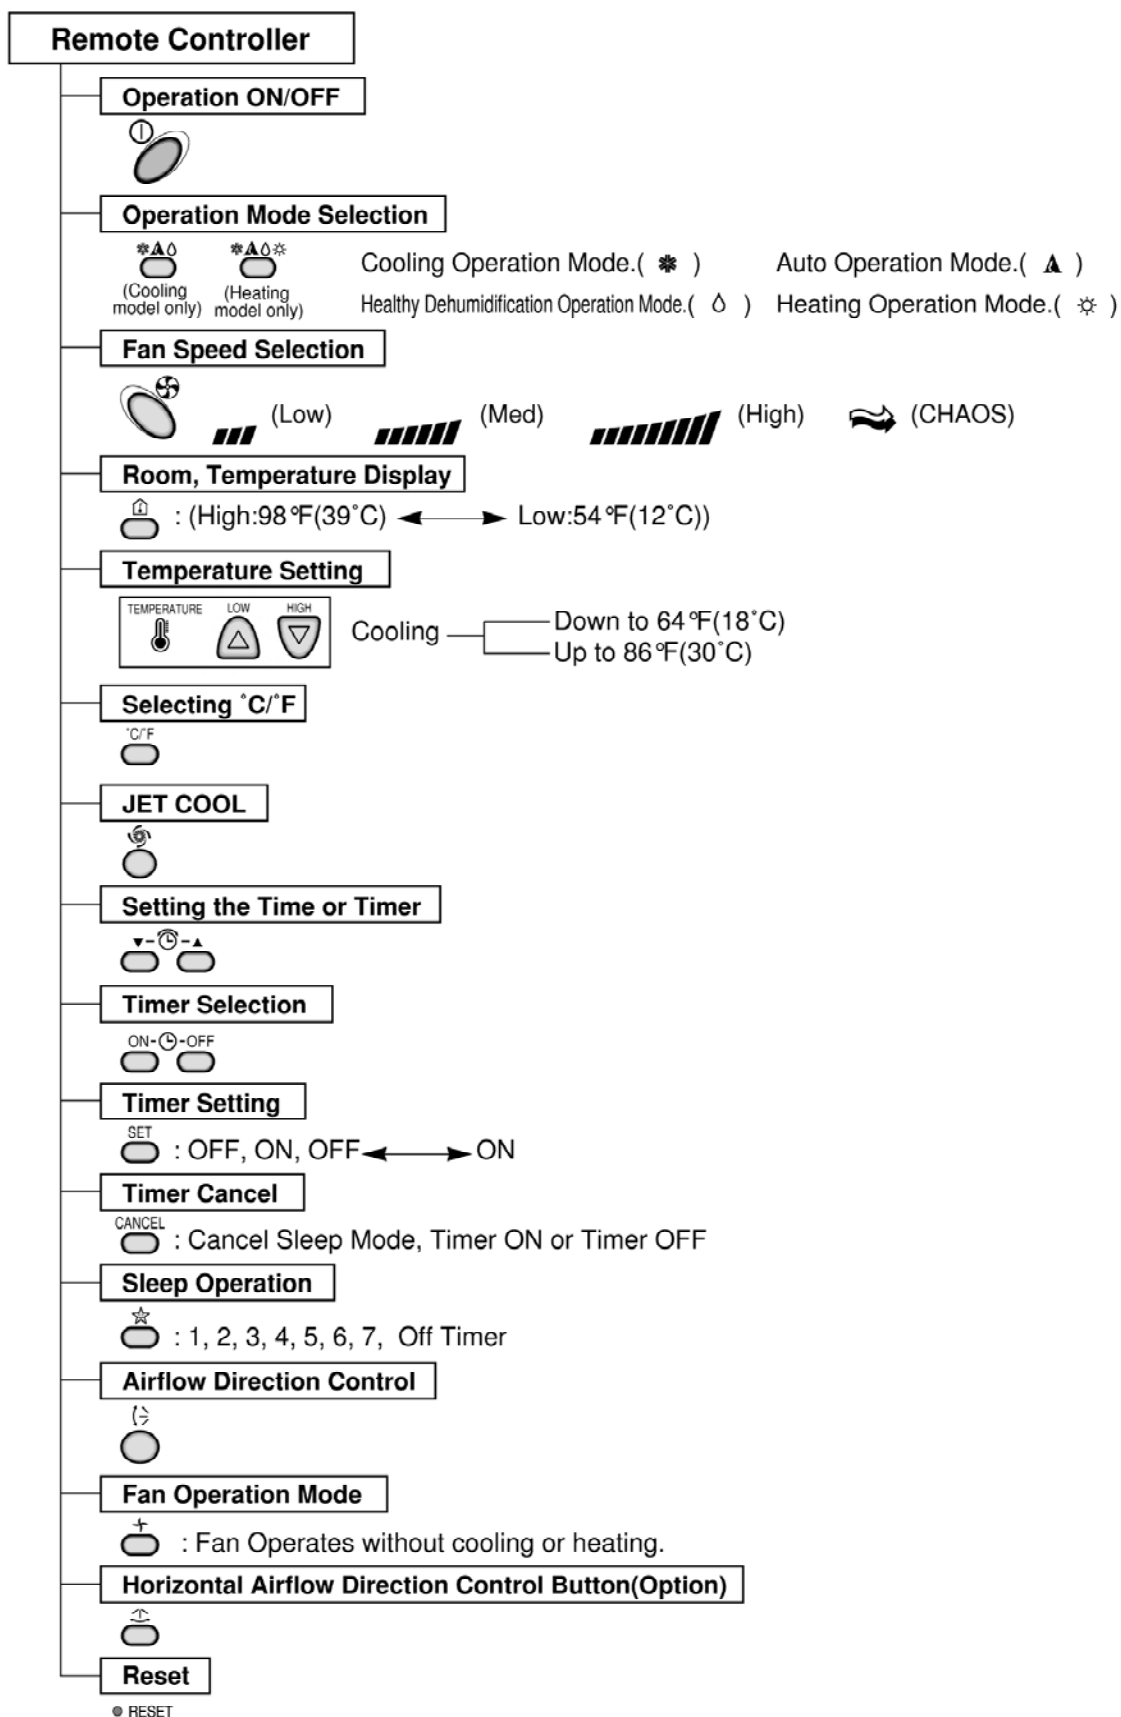 Remote Controller
Operation ON/OFF
Operation Mode Selection
(Cooling model only)
(Heating model only)
Cooling Operation Mode.( ) Auto Operation Mode.( )
Healthy Dehumidification Operation Mode.( ) Heating Operation Mode.( )
Fan Speed Selection
(Low) (Med) (High) (CHAOS)
Room, Temperature Display
: (High:98°F(39˚C) Low:54°F(12˚C))
Temperature Setting
TEMPERATURE LOW HIGH
Cooling
Down to 64°F(18˚C)
Up to 86°F(30˚C)
Selecting ˚C/˚F
˚C/˚F
JET COOL
Setting the Time or Timer
▼- -▲
Timer Selection
ON- -OFF
Timer Setting
SET
: OFF, ON, OFF ON
Timer Cancel
CANCEL
: Cancel Sleep Mode, Timer ON or Timer OFF
Sleep Operation
: 1, 2, 3, 4, 5, 6, 7, Off Timer
Airflow Direction Control
Fan Operation Mode
: Fan Operates without cooling or heating.
Horizontal Airflow Direction Control Button(Option)
Reset
RESET